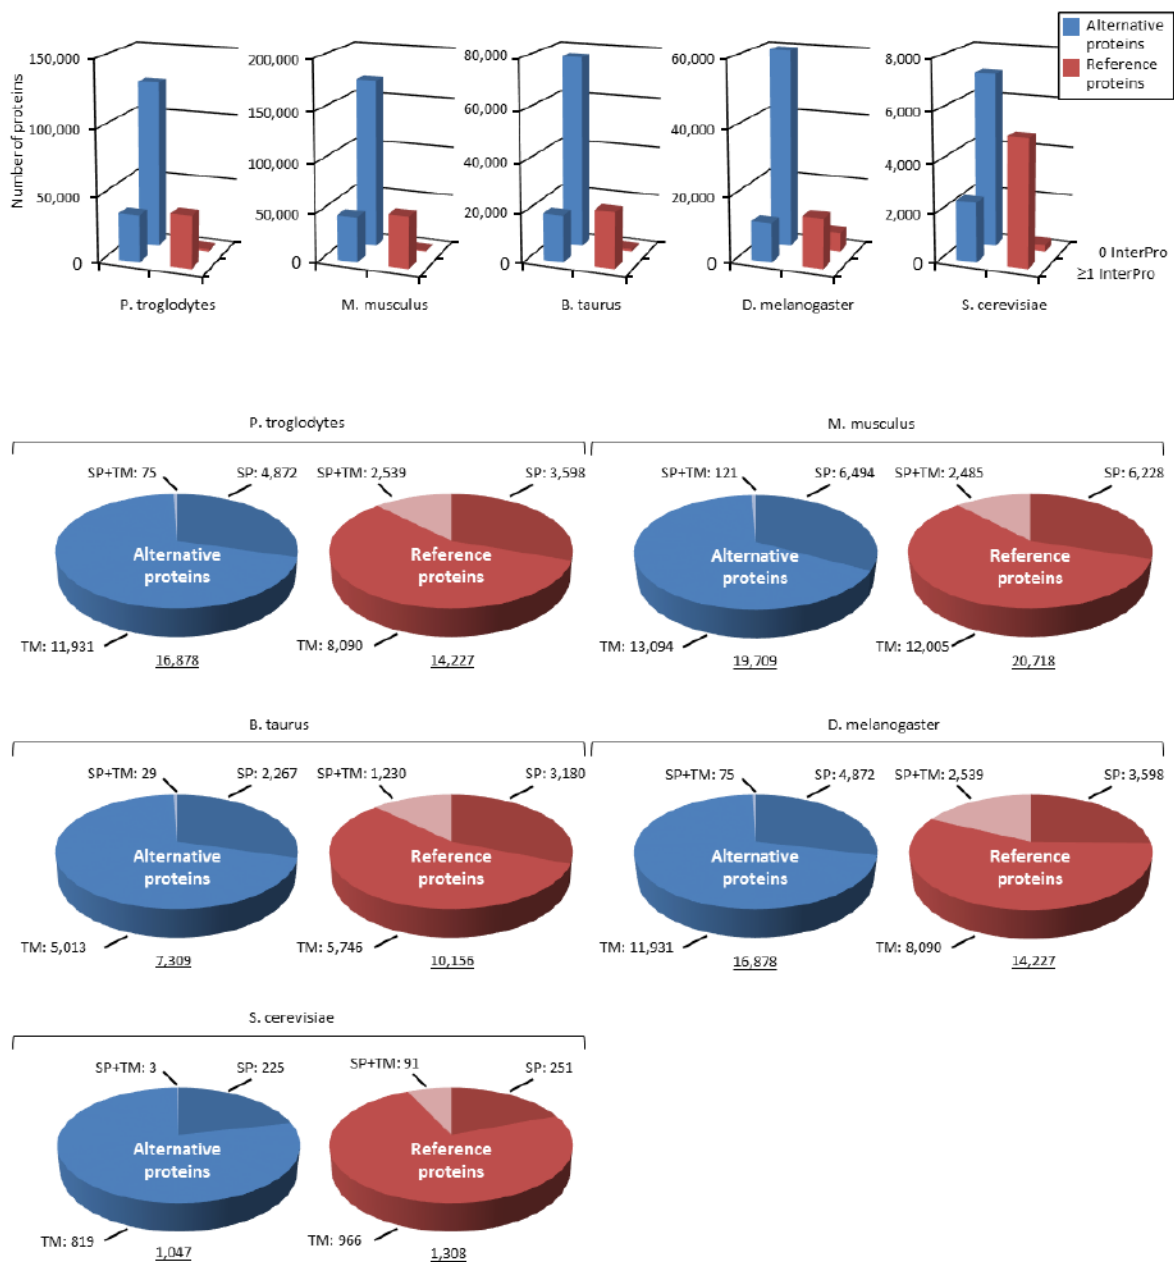 Alternative
proteins
Reference
proteins
Number of proteins
150,000
100,000
50,000
0
P. troglodytes
200,000
150,000
100,000
50,000
0
M. musculus
80,000
60,000
40,000
20,000
0
B. taurus
60,000
40,000
20,000
0
D. melanogaster
8,000
6,000
4,000
2,000
0
S. cerevisiae
0 InterPro
≥1 InterPro
P. troglodytes
SP+TM: 75
SP: 4,872
Alternative
proteins
TM: 11,931
16,878
SP+TM: 2,539
SP: 3,598
Reference
proteins
TM: 8,090
14,227
M. musculus
SP+TM: 121
SP: 6,494
Alternative
proteins
TM: 13,094
19,709
SP+TM: 2,485
SP: 6,228
Reference
proteins
TM: 12,005
20,718
B. taurus
SP+TM: 29
SP: 2,267
Alternative
proteins
TM: 5,013
7,309
SP+TM: 1,230
SP: 3,180
Reference
proteins
TM: 5,746
10,156
D. melanogaster
SP+TM: 75
SP: 4,872
Alternative
proteins
TM: 11,931
16,878
SP+TM: 2,539
SP: 3,598
Reference
proteins
TM: 8,090
14,227
S. cerevisiae
SP+TM: 3
SP: 225
Alternative
proteins
TM: 819
1,047
SP+TM: 91
SP: 251
Reference
proteins
TM: 966
1,308